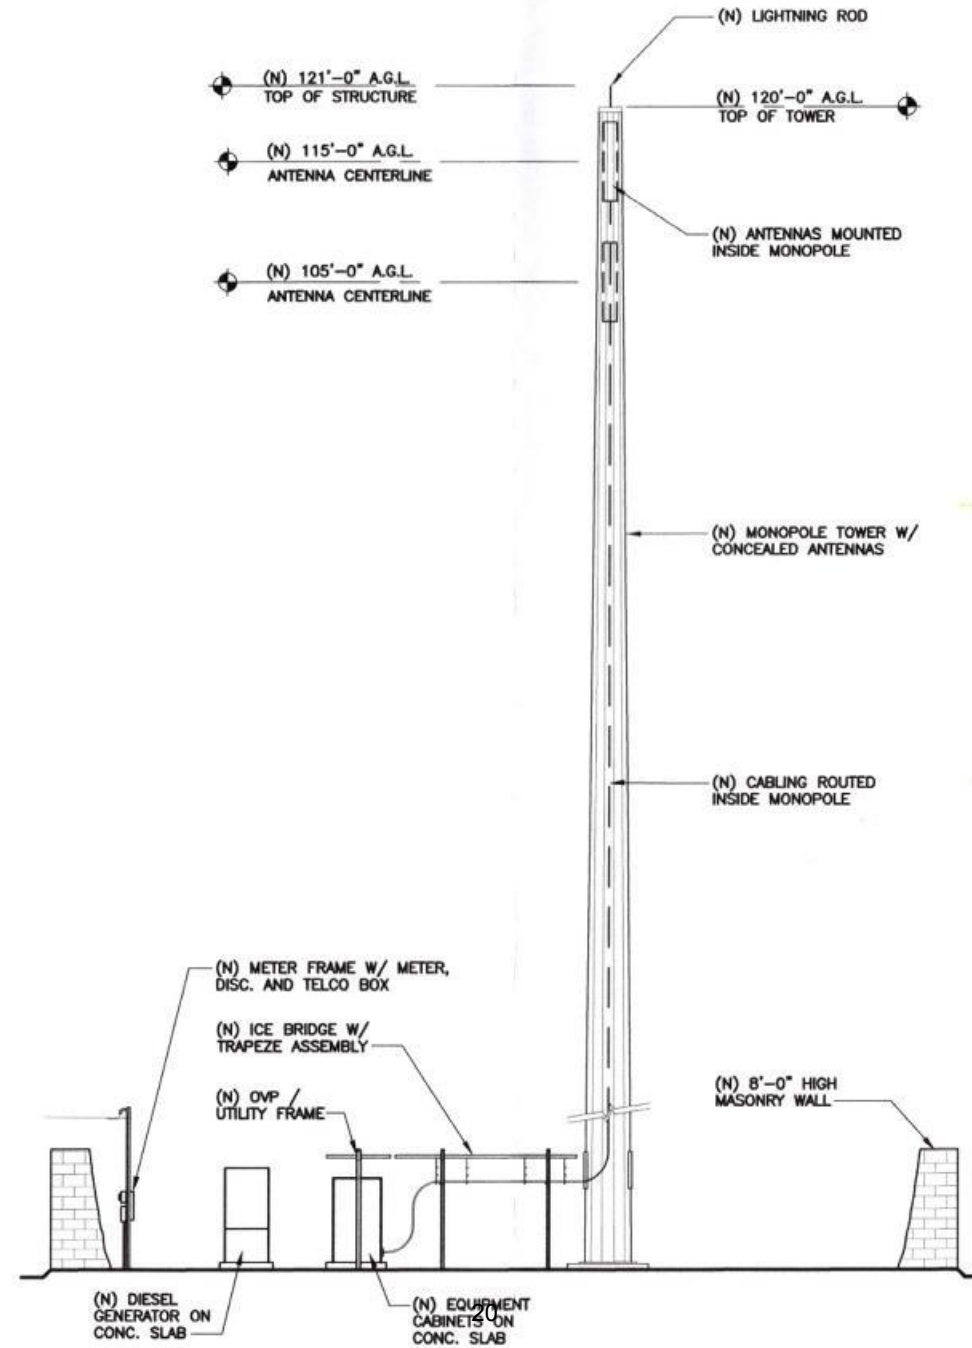 (N) LIGHTNING ROD
(N) 121'-0" A.G.L.
TOP OF STRUCTURE
(N) 120'-0" A.G.L.
TOP OF TOWER
(N) 115'-0" A.G.L.
ANTENNA CENTERLINE
(N) ANTENNAS MOUNTED
INSIDE MONOPOLE
(N) 105'-0" A.G.L.
ANTENNA CENTERLINE
(N) MONOPOLE TOWER W/
CONCEALED ANTENNAS
(N) CABLING ROUTED
INSIDE MONOPOLE
(N) METER FRAME W/ METER,
DISC. AND TELCO BOX
(N) ICE BRIDGE W/
TRAPEZE ASSEMBLY
(N) OVP /
UTILITY FRAME
(N) 8'-0" HIGH
MASONRY WALL
(N) DIESEL
GENERATOR ON
CONC. SLAB
(N) EQUIPMENT
CABINETS ON
CONC. SLAB
20